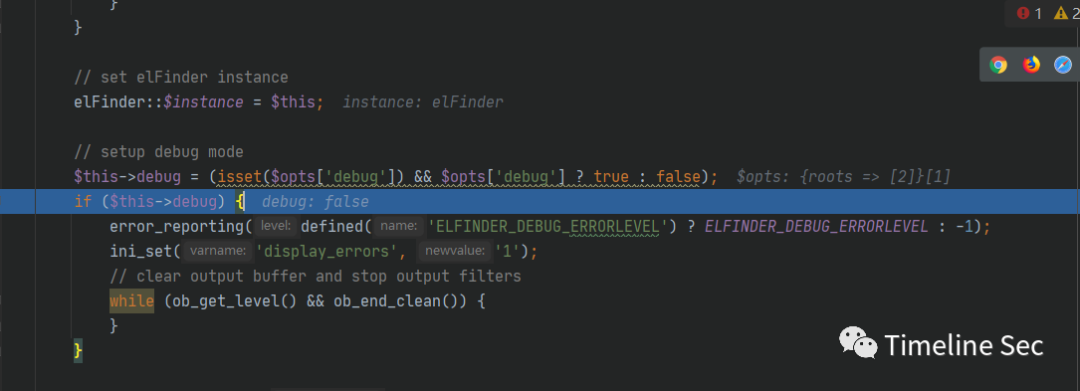 }
1 2
}
// set elFinder instance
elFinder::$instance = $this; instance: elFinder
// setup debug mode
$this->debug = (isset($opts['debug']) && $opts['debug'] ? true : false); $opts: {roots => [2]}[1]
if ($this->debug) { debug: false
error_reporting( level: defined( name: 'ELFINDER_DEBUG_ERRORLEVEL') ? ELFINDER_DEBUG_ERRORLEVEL : -1);
ini_set( varname: 'display_errors', newvalue: '1');
// clear output buffer and stop output filters
while (ob_get_level() && ob_end_clean()) {
}
}
Timeline Sec